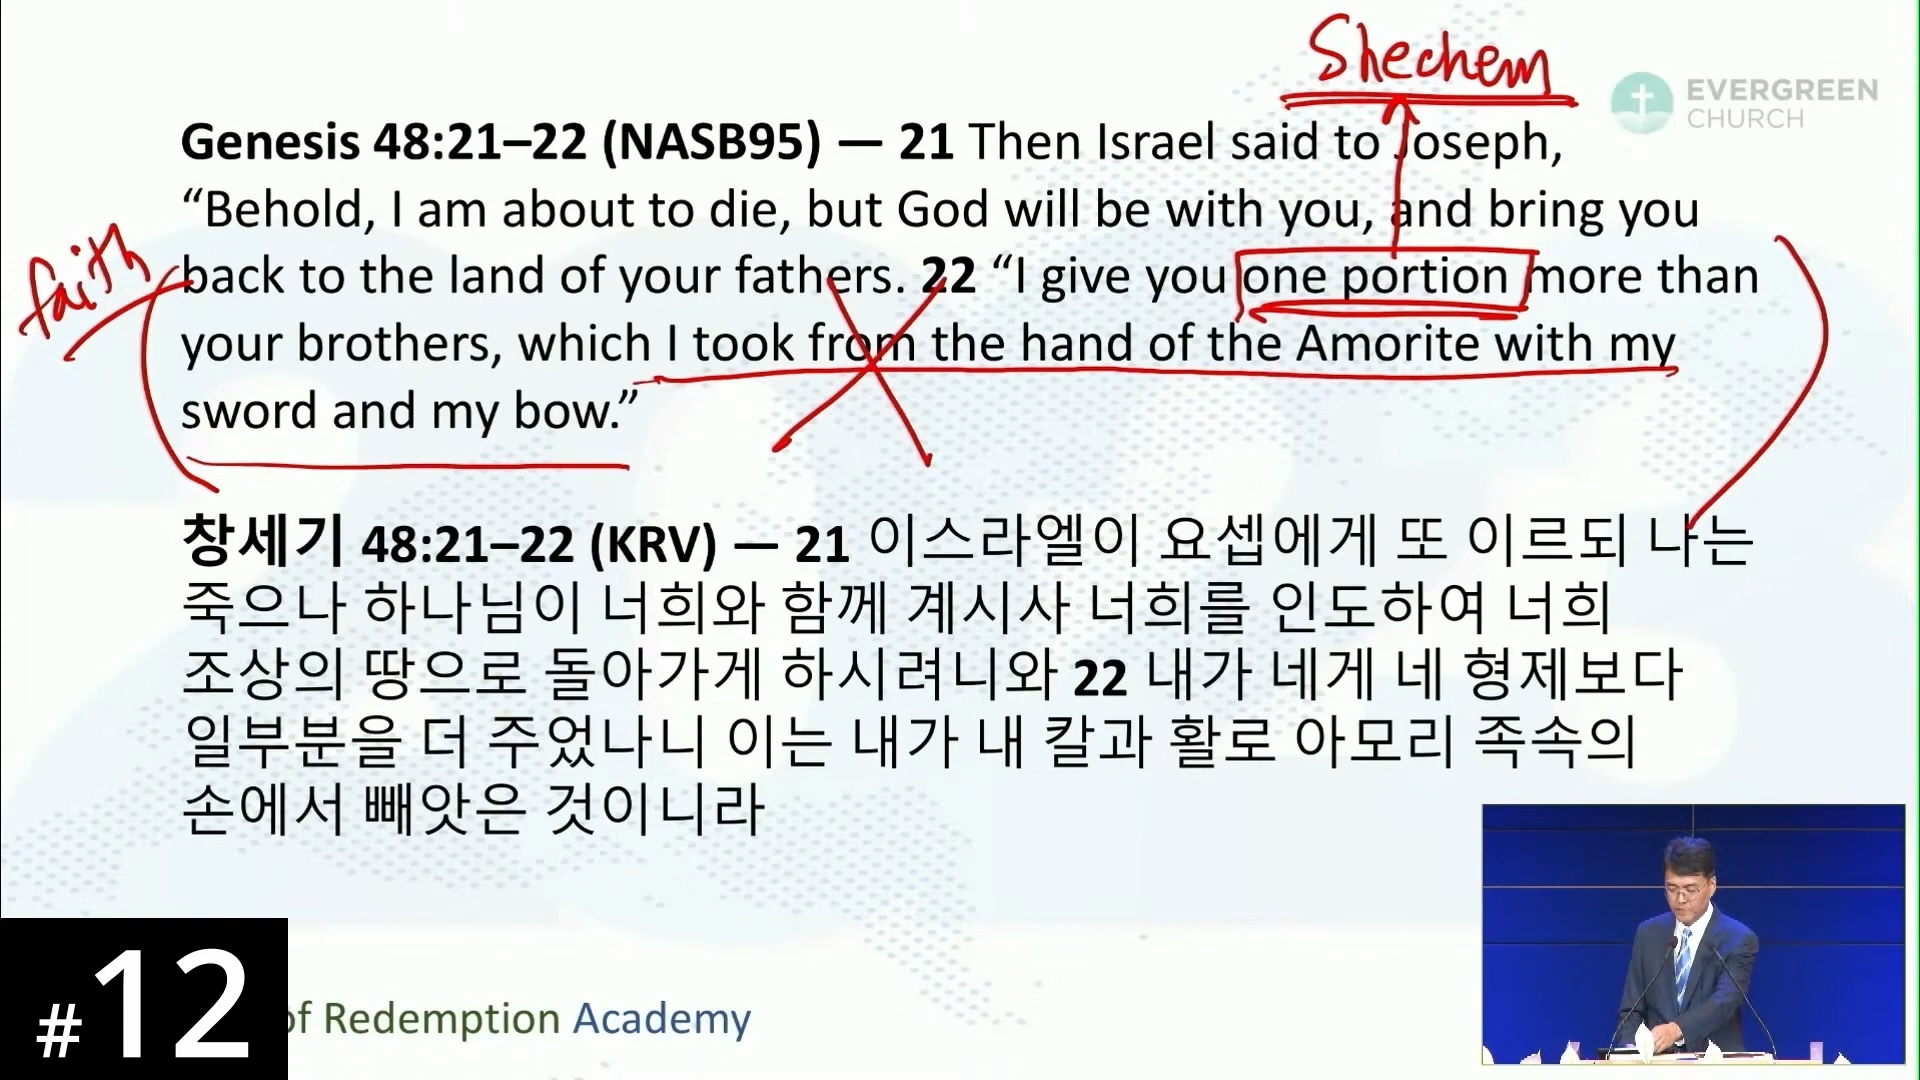 Shechem
EVERGREEN
CHURCH
Genesis 48:21–22 (NASB95) — 21 Then Israel said to Joseph,
“Behold, I am about to die, but God will be with you, and bring you
faith
back to the land of your fathers. 22 “I give you one portion more than
your brothers, which I took from the hand of the Amorite with my
sword and my bow.”
창세기 48:21–22 (KRV) — 21 이스라엘이 요셉에게 또 이르되 나는
죽으나 하나님이 너희와 함께 계시사 너희를 인도하여 너희
조상의 땅으로 돌아가게 하시려니와 22 내가 네게 네 형제보다
일부분을 더 주었나니 이는 내가 내 칼과 활로 아모리 족속의
손에서 빼앗은 것이니라
#12
of Redemption Academy